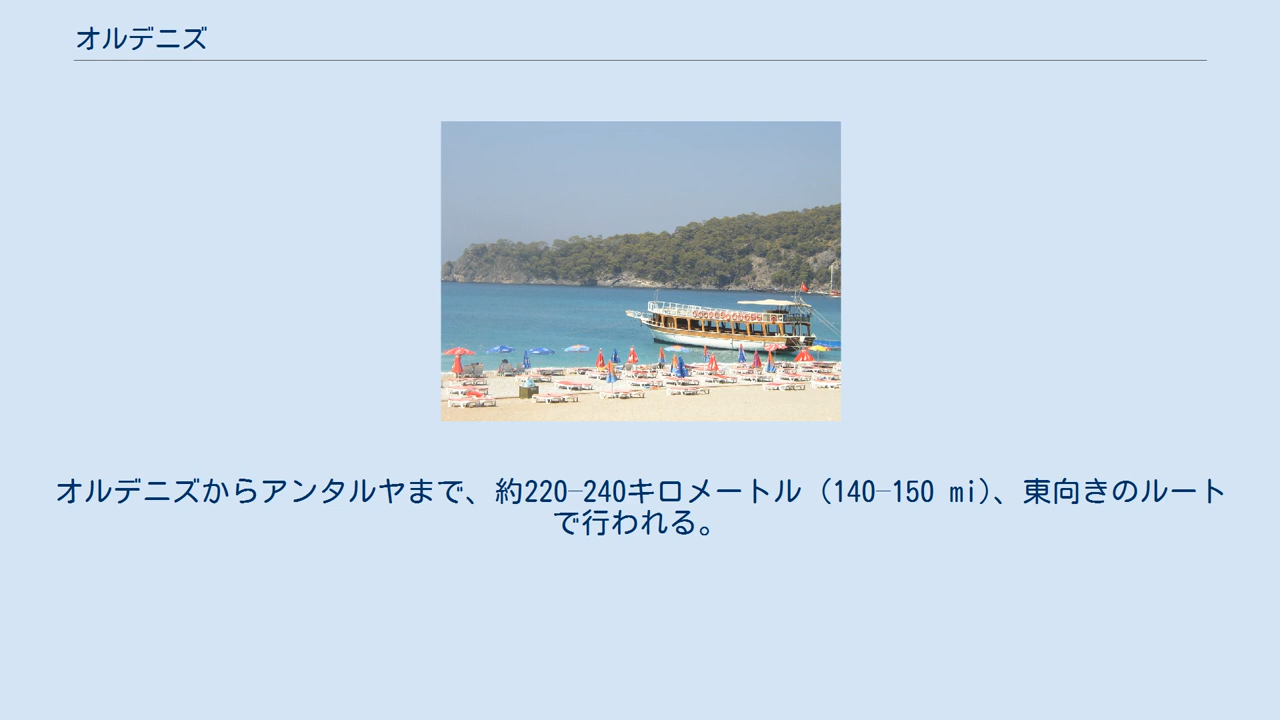 オルデニズ
オルデニズからアンタルヤまで、約220–240キロメートル (140–150 mi)、東向きのルート
で行われる。